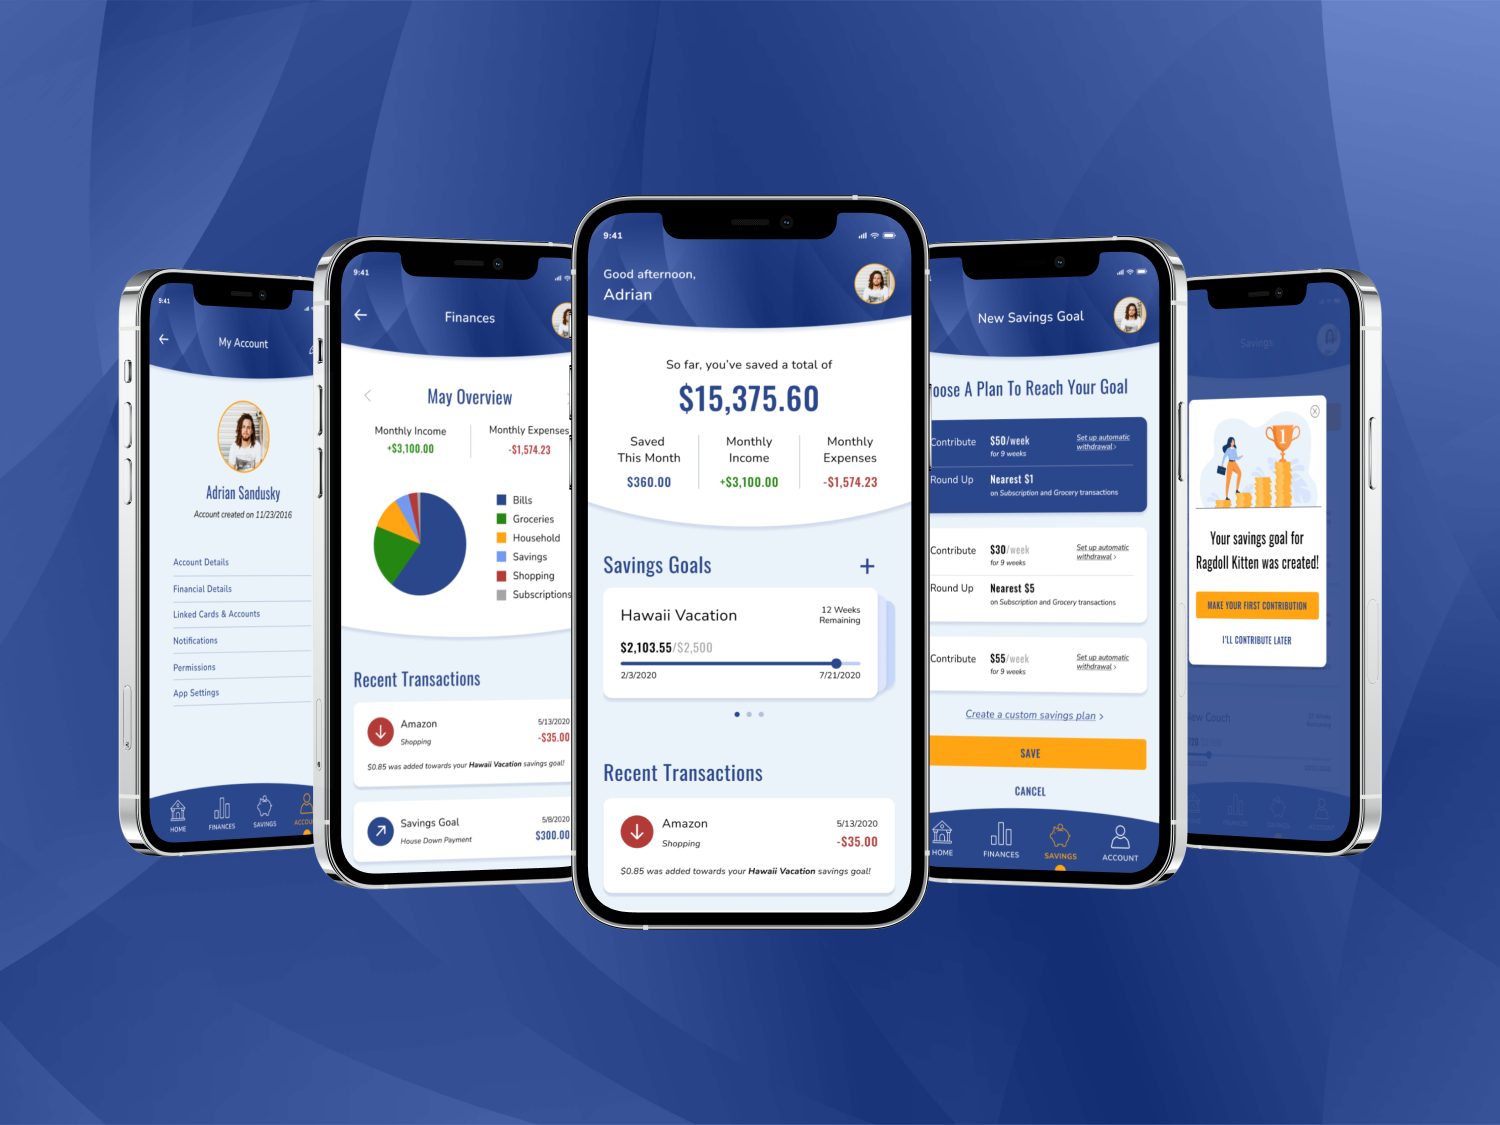 9:41
My Account
Adrian Sandusky
Account created on 11/23/2016
Account Details
Financial Details
Linked Cards & Accounts
Notifications
Permissions
App Settings
HOME
FINANCES
SAVINGS
9:41
Finances
May Overview
Monthly Income
+$3,100.00
Monthly Expenses
-$1,574.23
Bills
Groceries
Household
Savings
Shopping
Subscriptions
Recent Transactions
Amazon
Shopping
5/13/2020
-$35.00
$0.85 was added towards your Hawaii Vacation savings goal!
Savings Goal
House Down Payment
5/8/2020
$300.00
9:41
Good afternoon,
Adrian
So far, you've saved a total of
$15,375.60
Saved
This Month
$360.00
Monthly
Income
+$3,100.00
Monthly
Expenses
-$1,574.23
Savings Goals
+
Hawaii Vacation
12 Weeks
Remaining
$2,103.55/$2,500
2/3/2020
7/21/2020
Recent Transactions
Amazon
Shopping
5/13/2020
-$35.00
$0.85 was added towards your Hawaii Vacation savings goal!
New Savings Goal
oose A Plan To Reach Your Goal
Contribute
$50/week
for 9 weeks
Set up automatic
withdrawal >
Round Up
Nearest $1
on Subscription and Grocery transactions
Contribute
$30/week
for 9 weeks
Set up automatic
withdrawal >
Round Up
Nearest $5
on Subscription and Grocery transactions
Contribute
$55/week
for 9 weeks
Set up automatic
withdrawal >
Create a custom savings plan >
SAVE
CANCEL
HOME
FINANCES
SAVINGS
ACCOUNT
Savings
1
Your savings goal for
Ragdoll Kitten was created!
MAKE YOUR FIRST CONTRIBUTION
I'LL CONTRIBUTE LATER
New Couch